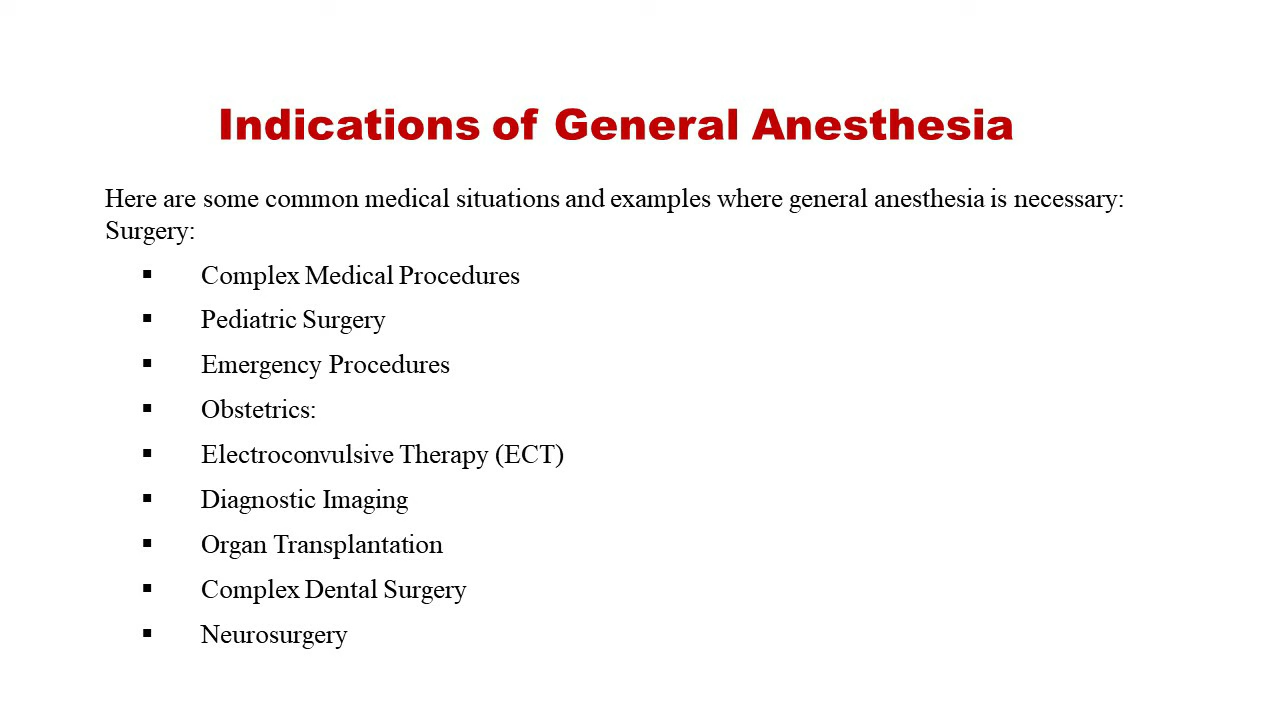 Indications of General Anesthesia
Here are some common medical situations and examples where general anesthesia is necessary:
Surgery:
▪ Complex Medical Procedures
▪ Pediatric Surgery
▪ Emergency Procedures
▪ Obstetrics:
▪ Electroconvulsive Therapy (ECT)
▪ Diagnostic Imaging
▪ Organ Transplantation
▪ Complex Dental Surgery
▪ Neurosurgery